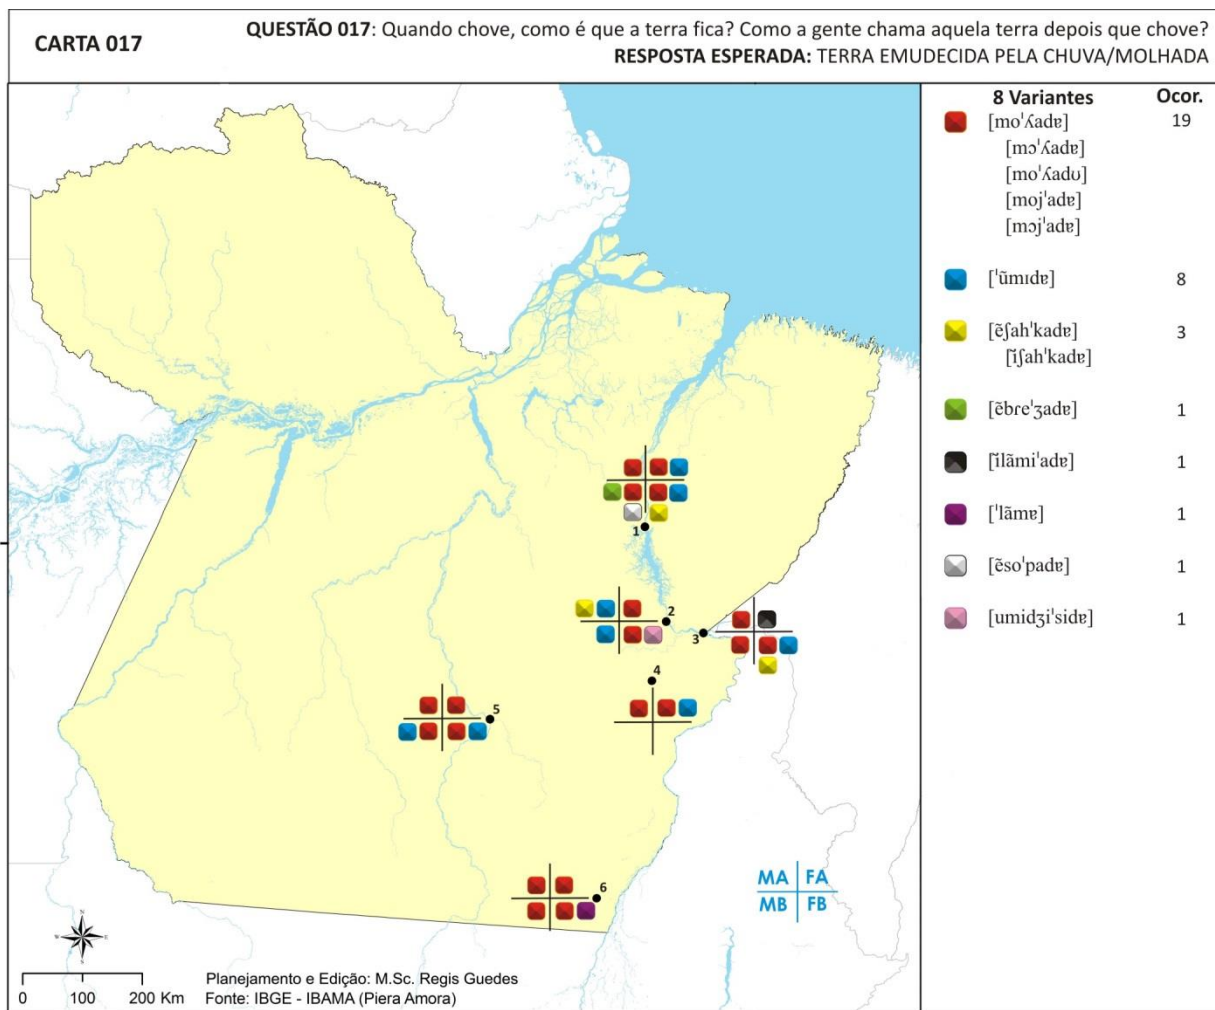 CARTA 017
QUESTÃO 017: Quando chove, como é que a terra fica? Como a gente chama aquela terra depois que chove?
RESPOSTA ESPERADA: TERRA EMUDECIDA PELA CHUVA/MOLHADA
8 Variantes Ocor.
[moˈʎadɐ] 19
[mɔˈʎadɐ]
[moˈʎadʊ]
[mojˈadɐ]
[mɔjˈadɐ]
[ˈũmɪdɐ] 8
[ẽʃahˈkadɐ] 3
[ĩʃahˈkadɐ]
[ẽbɾeˈʒadɐ] 1
[ĩlãmiˈadɐ] 1
[ˈlãmɐ] 1
[ẽsoˈpadɐ] 1
[umidʒiˈsidɐ] 1
1
2
3
4
5
6
MA FA
MB FB
N
W E
S
0 100 200 Km
Planejamento e Edição: M.Sc. Regis Guedes
Fonte: IBGE - IBAMA (Piera Amora)